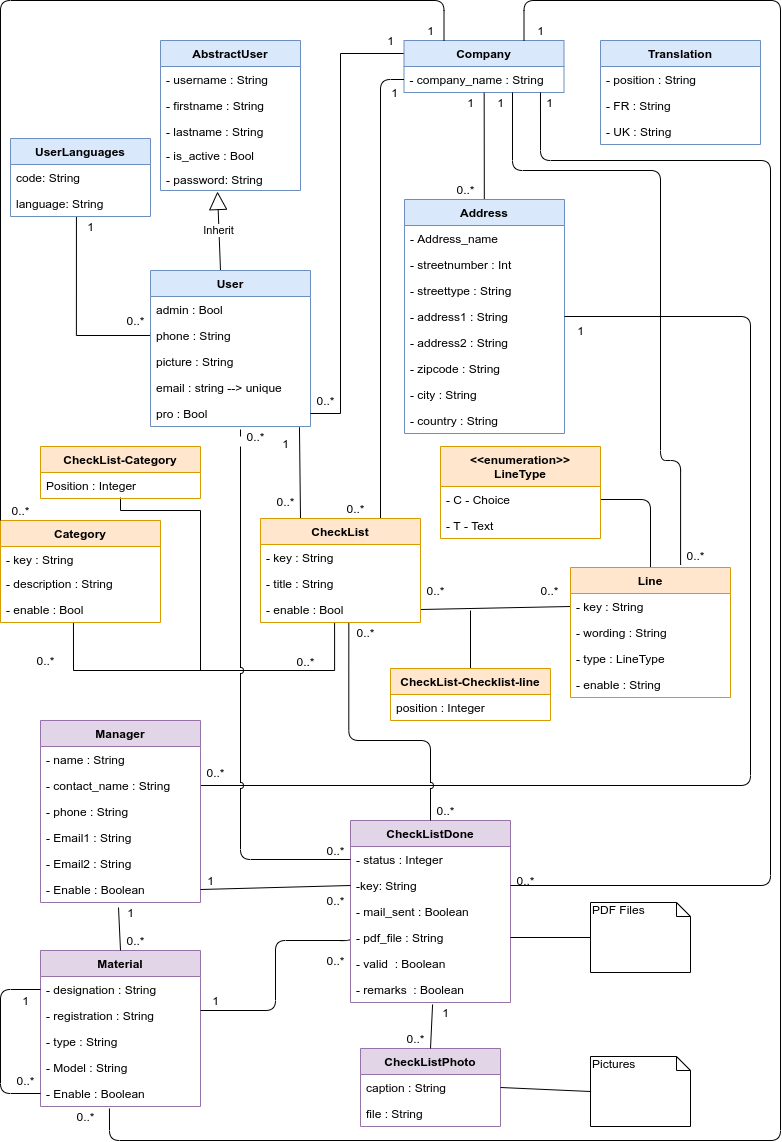 1
1
1
AbstractUser
- username : String
- firstname : String
- lastname : String
- is_active : Bool
- password: String
Company
- company_name : String
1
1
1
1
Translation
- position : String
- FR : String
- UK : String
UserLanguages
code: String
language: String
1
0..*
Inherit
0..*
Address
- Address_name
- streetnumber : Int
- streettype : String
- address1 : String
- address2 : String
- zipcode : String
- city : String
- country : String
1
User
admin : Bool
phone : String
picture : String
email : string --> unique
pro : Bool
0..*
0..*
1
CheckList-Category
Position : Integer
0..*
Category
- key : String
- description : String
- enable : Bool
0..*
0..*
0..*
CheckList
- key : String
- title : String
- enable : Bool
0..*
0..*
0..*
0..*
<<enumeration>>
LineType
- C - Choice
- T - Text
0..*
Line
- key : String
- wording : String
- type : LineType
- enable : String
CheckList-Checklist-line
position : Integer
Manager
- name : String
- contact_name : String
- phone : String
- Email1 : String
- Email2 : String
- Enable : Boolean
0..*
1
1
0..*
0..*
CheckListDone
- status : Integer
-key: String
- mail_sent : Boolean
- pdf_file : String
- valid  : Boolean
- remarks  : Boolean
0..*
0..*
0..*
0..*
PDF Files
Material
- designation : String
- registration : String
- type : String
- Model : String
- Enable : Boolean
1
1
0..*
0..*
1
0..*
CheckListPhoto
caption : String
file : String
Pictures